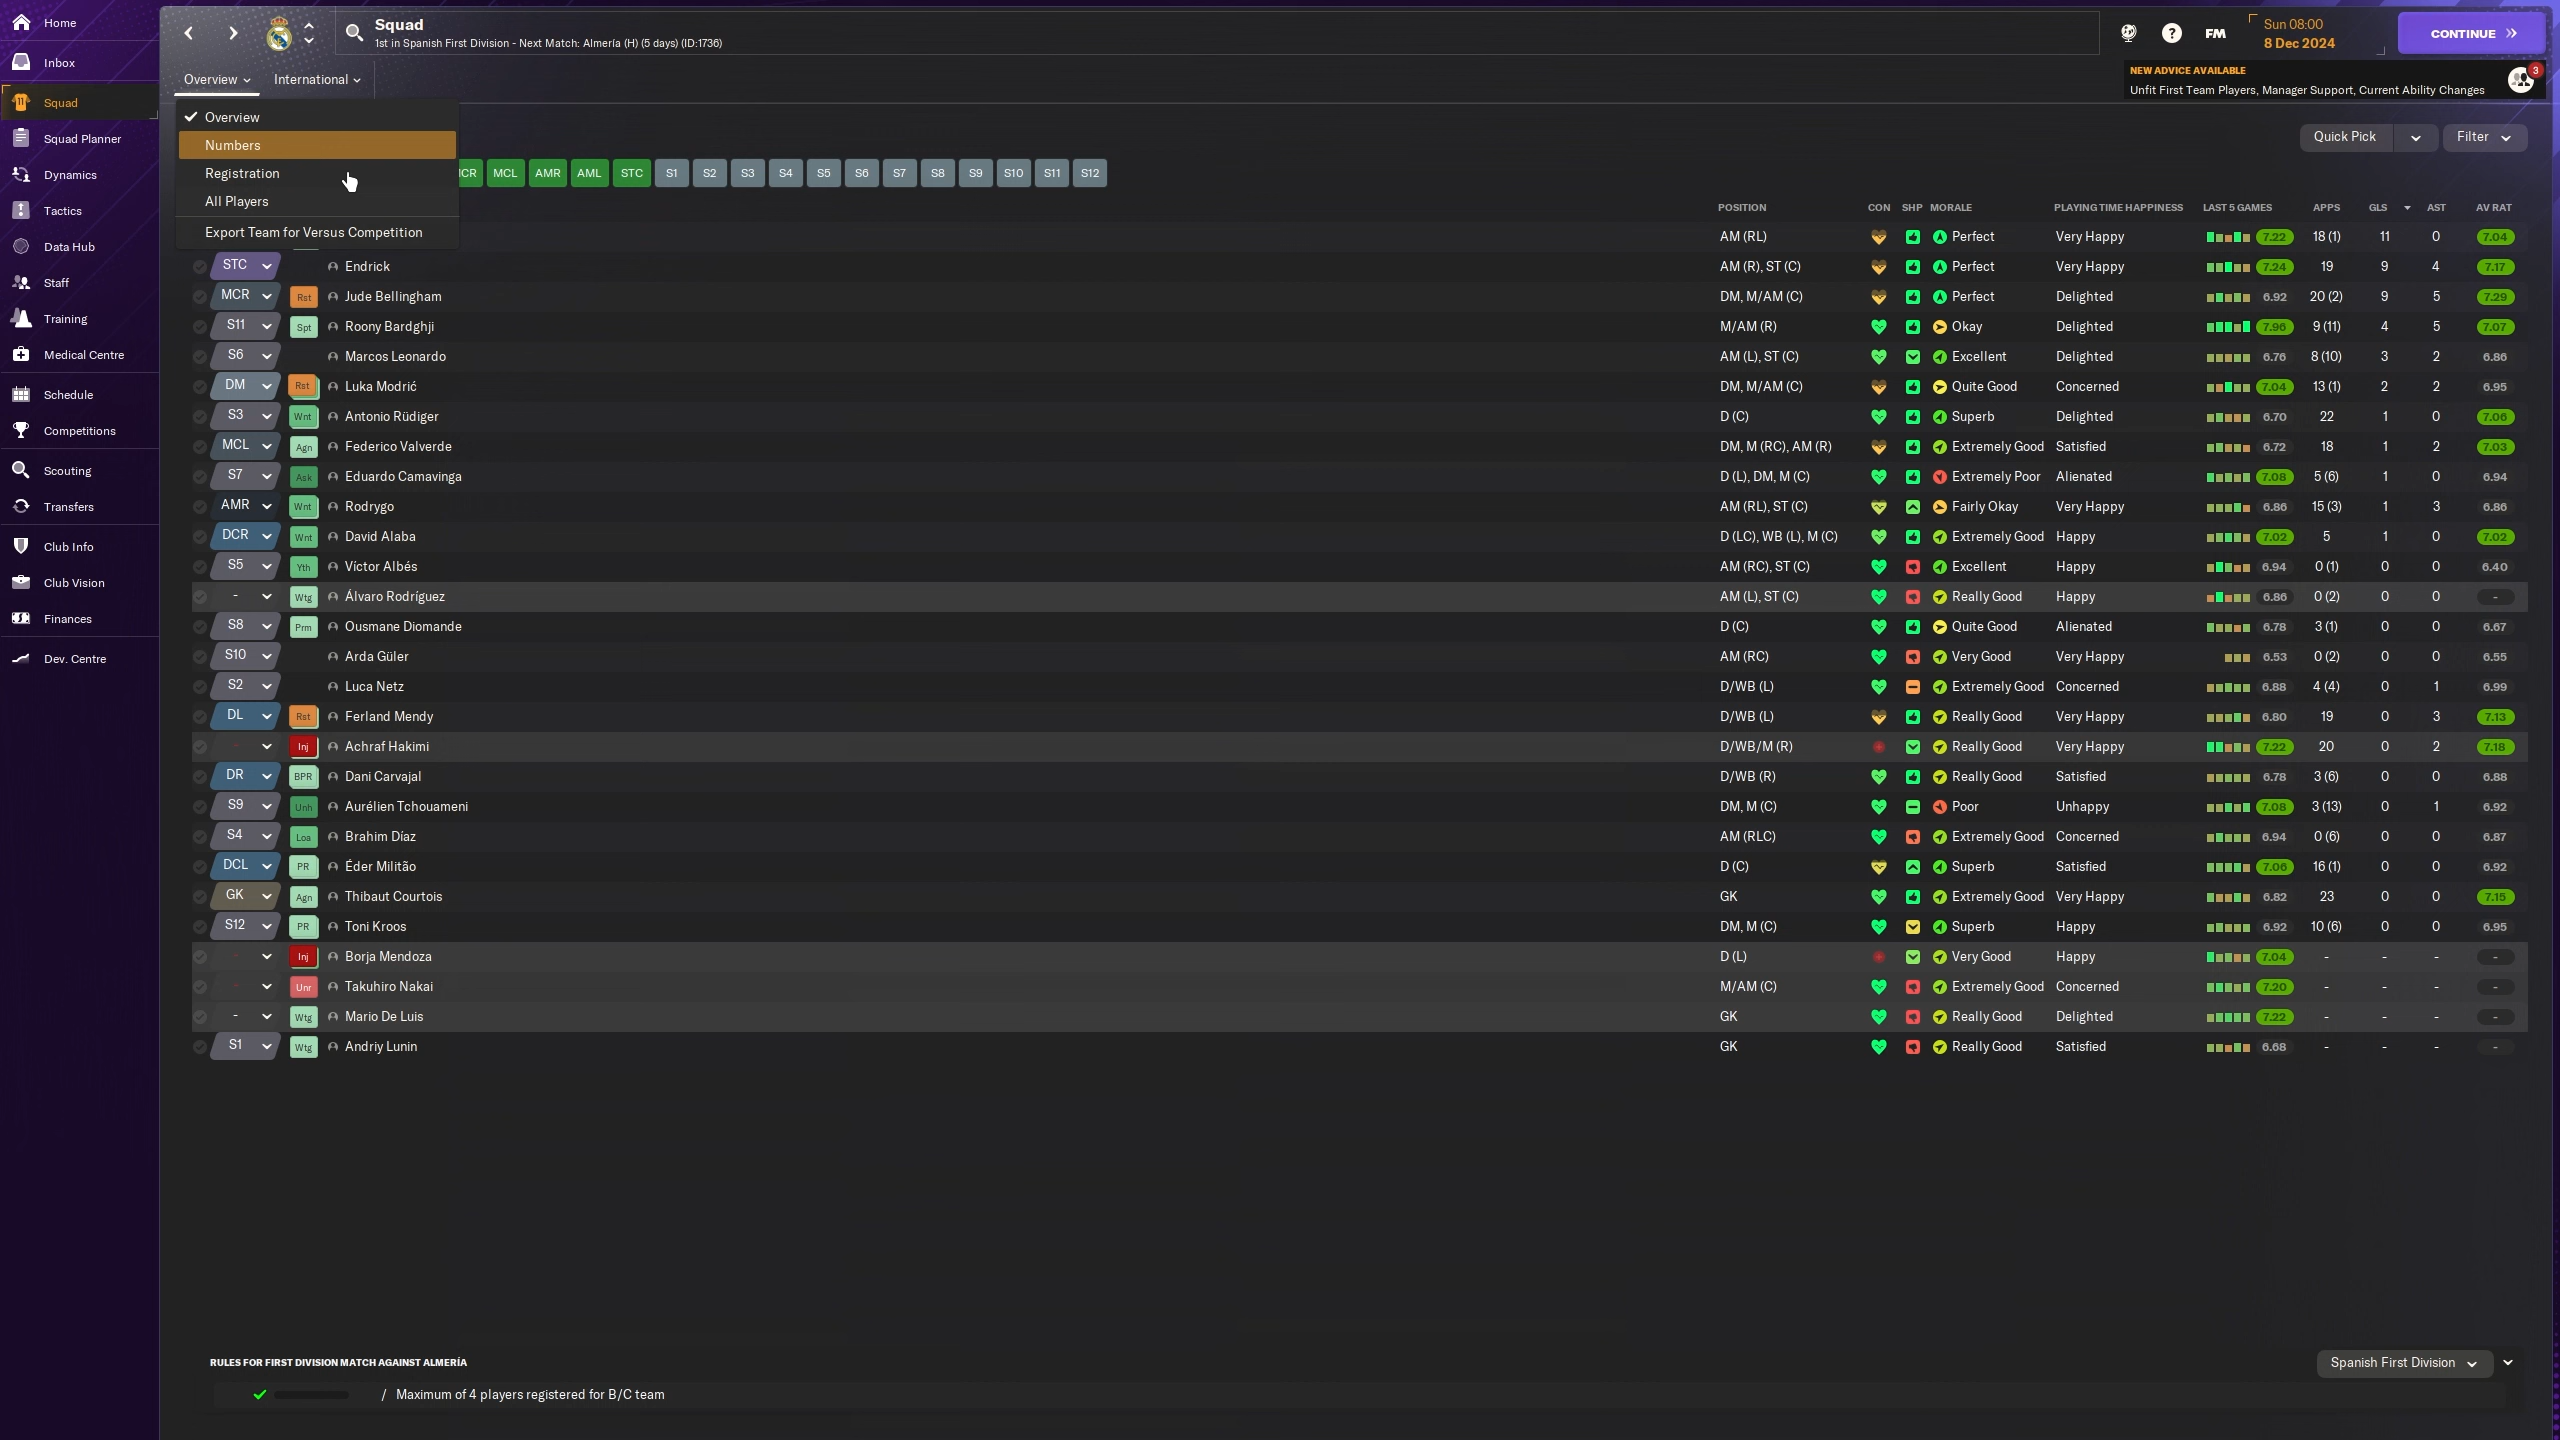 Home
Inbox
Squad
Squad Planner
Dynamics
Tactics
Data Hub
Staff
Training
Medical Centre
Schedule
Competitions
Scouting
Transfers
Club Info
Club Vision
Finances
Dev. Centre
Squad
1st in Spanish First Division - Next Match: Almería (H) (5 days) (ID:1736)
FM
Sun 08:00
8 Dec 2024
CONTINUE
Overview International
NEW ADVICE AVAILABLE 3
Unfit First Team Players, Manager Support, Current Ability Changes
Overview
Numbers
Registration
All Players
Export Team for Versus Competition
Quick Pick Filter
MCL AMR AML STC S1 S2 S3 S4 S5 S6 S7 S8 S9 S10 S11 S12
POSITION CON SHP MORALE PLAYING TIME HAPPINESS LAST 5 GAMES APPS GLS AST AV RAT
AM (RL) Perfect Very Happy 7.22 18 (1) 11 0 7.04
STC Endrick AM (R), ST (C) Perfect Very Happy 7.24 19 9 4 7.17
MCR Rst Jude Bellingham DM, M/AM (C) Perfect Delighted 6.92 20 (2) 9 5 7.29
S11 Spt Roony Bardghji M/AM (R) Okay Delighted 7.96 9 (11) 4 5 7.07
S6 Marcos Leonardo AM (L), ST (C) Excellent Delighted 6.76 8 (10) 3 2 6.86
DM Rst Luka Modrić DM, M/AM (C) Quite Good Concerned 7.04 13 (1) 2 2 6.95
S3 Wnt Antonio Rüdiger D (C) Superb Delighted 6.70 22 1 0 7.06
MCL Agn Federico Valverde DM, M (RC), AM (R) Extremely Good Satisfied 6.72 18 1 2 7.03
S7 Ask Eduardo Camavinga D (L), DM, M (C) Extremely Poor Alienated 7.08 5 (6) 1 0 6.94
AMR Wnt Rodrygo AM (RL), ST (C) Fairly Okay Very Happy 6.86 15 (3) 1 3 6.86
DCR Wnt David Alaba D (LC), WB (L), M (C) Extremely Good Happy 7.02 5 1 0 7.02
S5 Yth Víctor Albés AM (RC), ST (C) Excellent Happy 6.94 0 (1) 0 0 6.40
- Wtg Álvaro Rodríguez AM (L), ST (C) Really Good Happy 6.86 0 (2) 0 0 -
S8 Prm Ousmane Diomande D (C) Quite Good Alienated 6.78 3 (1) 0 0 6.67
S10 Arda Güler AM (RC) Very Good Very Happy 6.53 0 (2) 0 0 6.55
S2 Luca Netz D/WB (L) Extremely Good Concerned 6.88 4 (4) 0 1 6.99
DL Rst Ferland Mendy D/WB (L) Really Good Very Happy 6.80 19 0 3 7.13
- Inj Achraf Hakimi D/WB/M (R) Really Good Very Happy 7.22 20 0 2 7.18
DR BPR Dani Carvajal D/WB (R) Really Good Satisfied 6.78 3 (6) 0 0 6.88
S9 Unh Aurélien Tchouameni DM, M (C) Poor Unhappy 7.08 3 (13) 0 1 6.92
S4 Loa Brahim Díaz AM (RLC) Extremely Good Concerned 6.94 0 (6) 0 0 6.87
DCL PR Éder Militão D (C) Superb Satisfied 7.06 16 (1) 0 0 6.92
GK Agn Thibaut Courtois GK Extremely Good Very Happy 6.82 23 0 0 7.15
S12 PR Toni Kroos DM, M (C) Superb Happy 6.92 10 (6) 0 0 6.95
- Inj Borja Mendoza D (L) Very Good Happy 7.04 - - - -
- Unr Takuhiro Nakai M/AM (C) Extremely Good Concerned 7.20 - - - -
- Wtg Mario De Luis GK Really Good Delighted 7.22 - - - -
S1 Wtg Andriy Lunin GK Really Good Satisfied 6.68 - - - -
RULES FOR FIRST DIVISION MATCH AGAINST ALMERÍA
Spanish First Division
/ Maximum of 4 players registered for B/C team